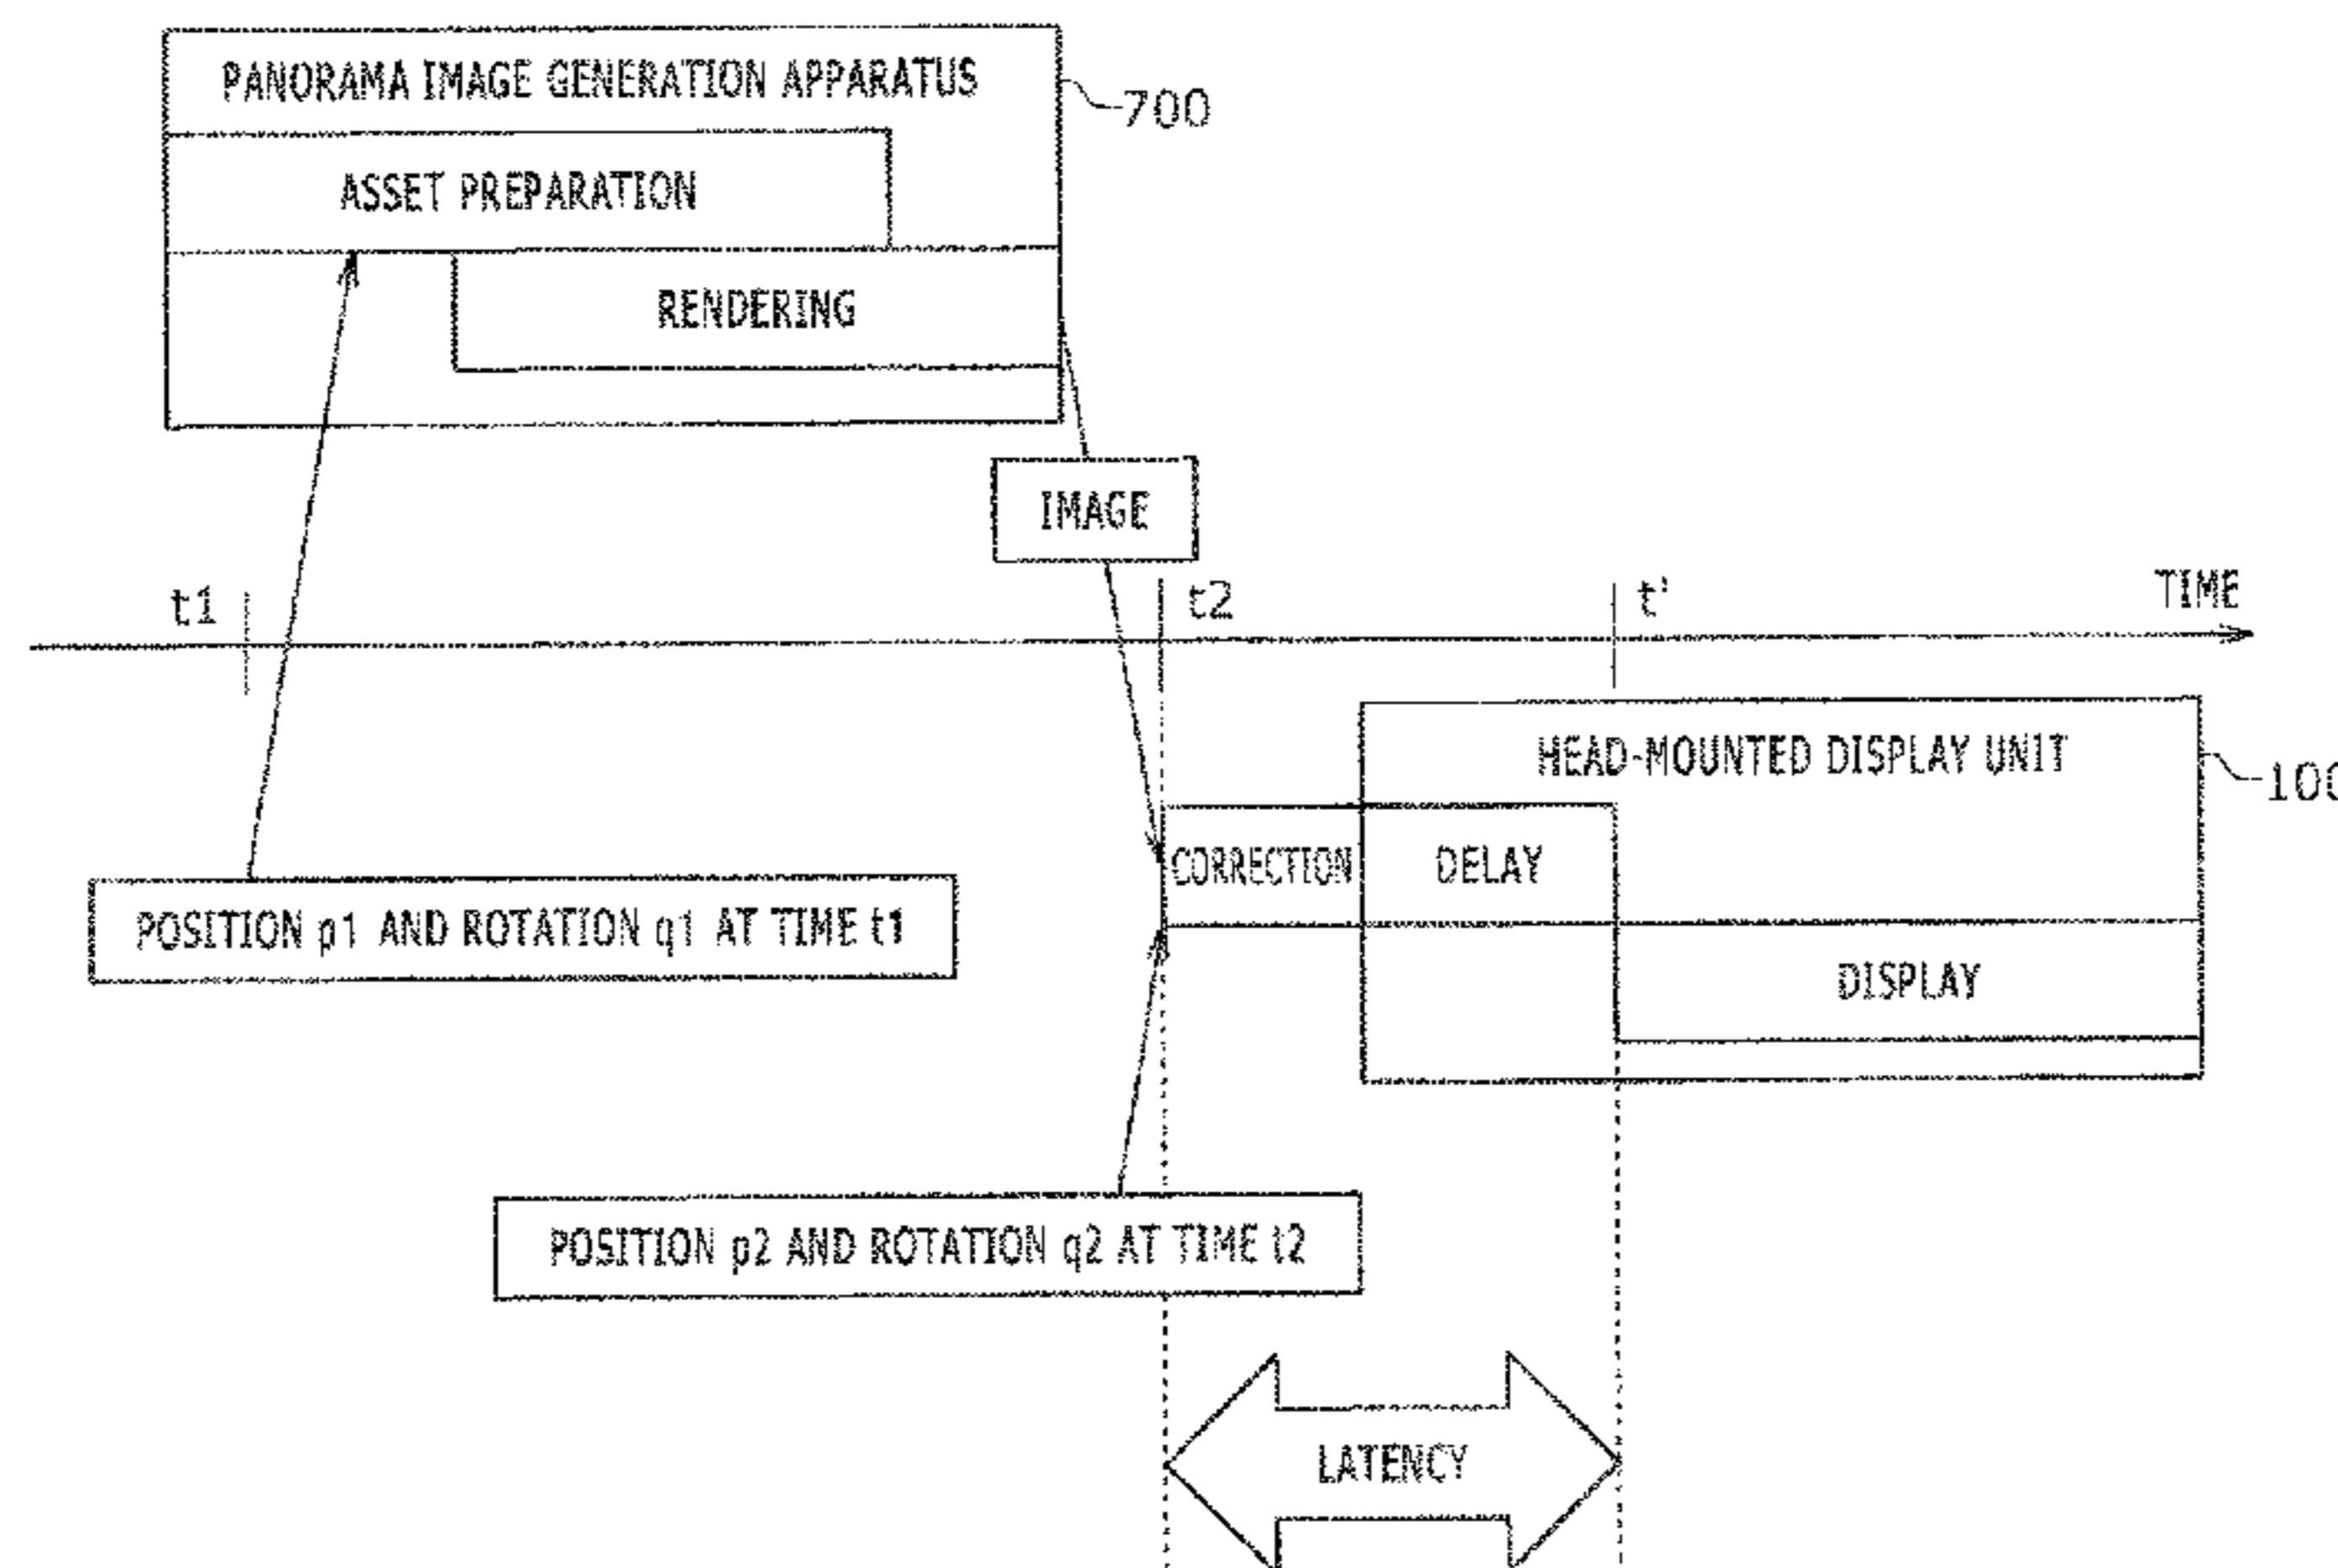 PANORAMA IMAGE GENERATION APPARATUS
700
ASSET PREPARATION
RENDERING
IMAGE
t1
t2
t'
TIME
HEAD-MOUNTED DISPLAY UNIT
100
CORRECTION
DELAY
POSITION p1 AND ROTATION q1 AT TIME t1
DISPLAY
POSITION p2 AND ROTATION q2 AT TIME t2
LATENCY